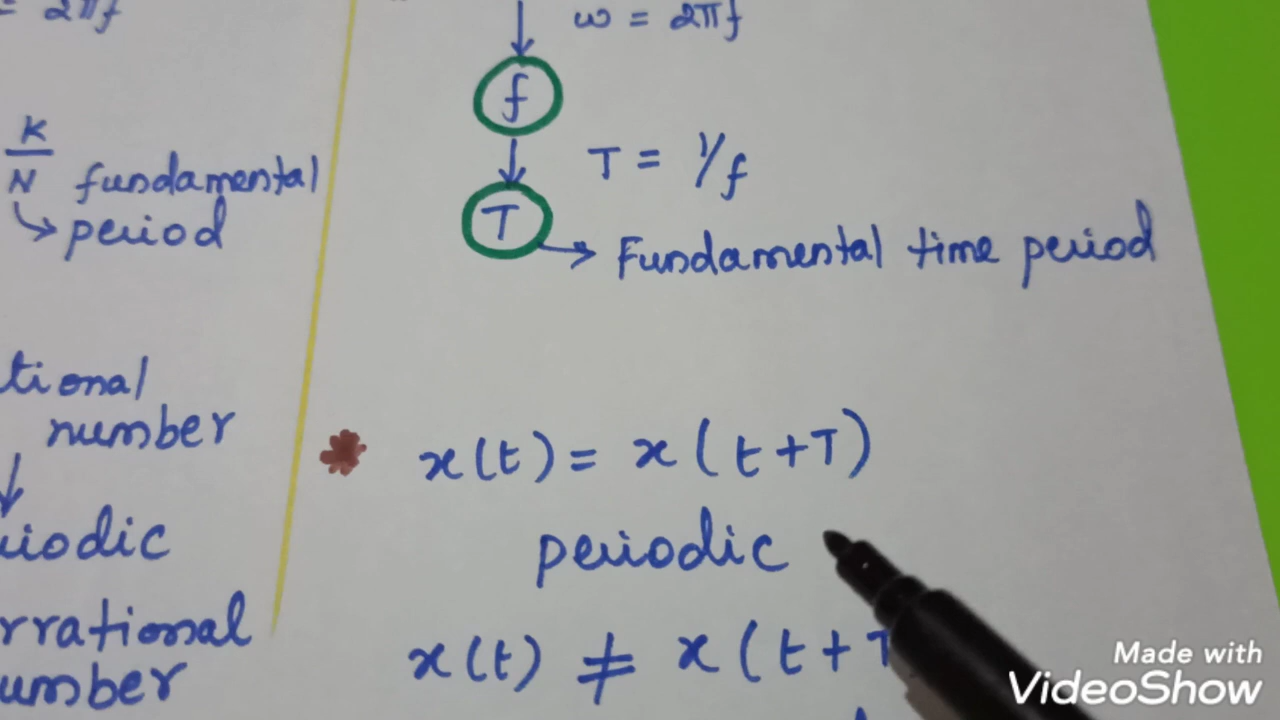 = 2πf
K
N fundamental
period
tional
number
iodic
rrational
umber
ω = 2πf
f
T = 1/f
T
Fundamental time period
x(t) = x(t+T)
periodic
x(t) ≠ x(t+T
Made with
VideoShow